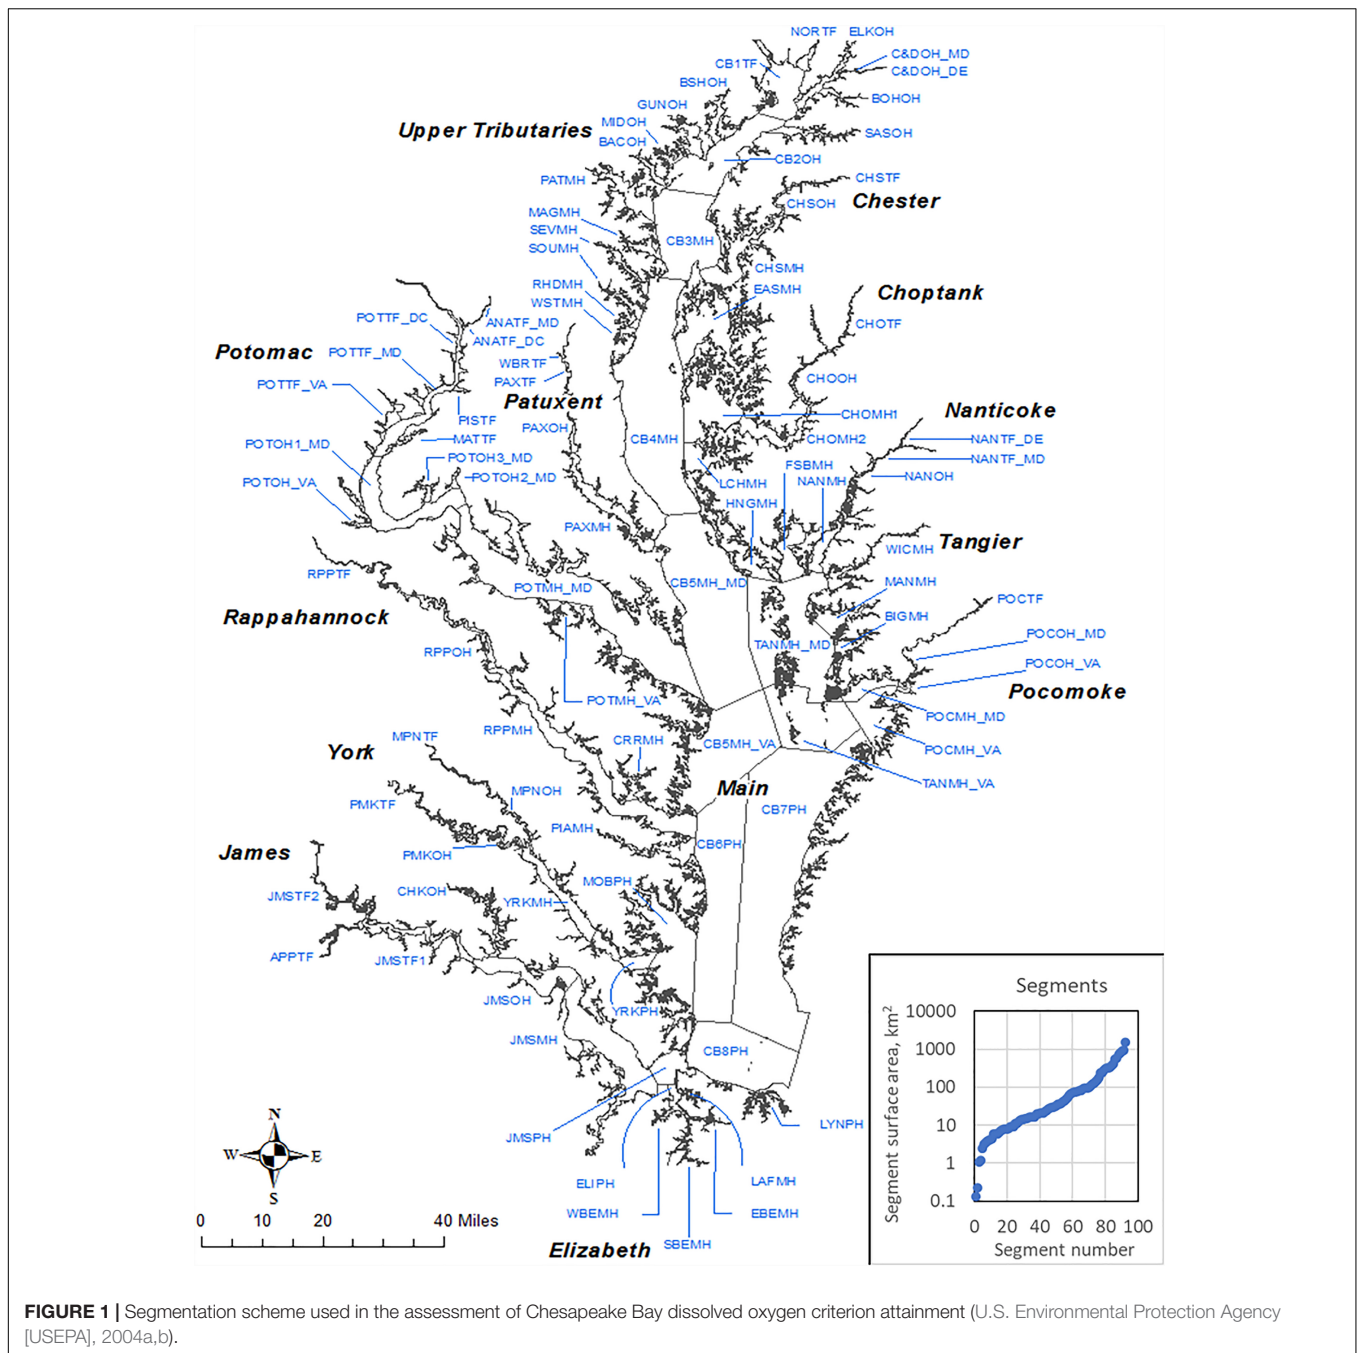 NORTF ELKOH
C&DOH_MD
CB1TF
C&DOH_DE
BSHOH
BOHOH
GUNOH
MIDOH
Upper Tributaries
SASOH
BACOH
CB2OH
PATMH
CHSTF
CHSOH
Chester
MAGMH
SEVMH
CB3MH
SOUMH
CHSMH
RHDMH
EASMH
Choptank
WSTMH
POTTF_DC
ANATF_MD
CHOTF
ANATF_DC
Potomac
POTTF_MD
WBRTF
POTTF_VA
PAXTF
CHOOH
Patuxent
Nanticoke
PISTF
CHOMH1
PAXOH
MATTF
CB4MH
CHOMH2
NANTF_DE
POTOH1_MD
POTOH3_MD
NANTF_MD
FSBMH
POTOH2_MD
NANOH
POTOH_VA
LCHMH
NANMH
HNGMH
PAXMH
Tangier
WICMH
RPPTF
CB5MH_MD
MANMH
POTMH_MD
POCTF
Rappahannock
BIGMH
POCOH_MD
TANMH_MD
RPPOH
POCOH_VA
Pocomoke
POTMH_VA
POCMH_MD
RPPMH
MPNTF
CRRMH
CB5MH_VA
POCMH_VA
York
TANMH_VA
Main
MPNOH
PMKTF
CB7PH
PIAMH
CB6PH
James
PMKOH
MOBPH
CHKOH
JMSTF2
YRKMH
APPTF
JMSTF1
Segments
JMSOH
YRKPH
JMSMH
CB8PH
LYNPH
JMSPH
ELIPH
LAFMH
WBEMH
EBEMH
SBEMH
Elizabeth
N
W E
S
0 10 20 40 Miles
Segment surface area, km²
10000
1000
100
10
1
0.1
0 20 40 60 80 100
Segment number
FIGURE 1 | Segmentation scheme used in the assessment of Chesapeake Bay dissolved oxygen criterion attainment (U.S. Environmental Protection Agency
[USEPA], 2004a,b).